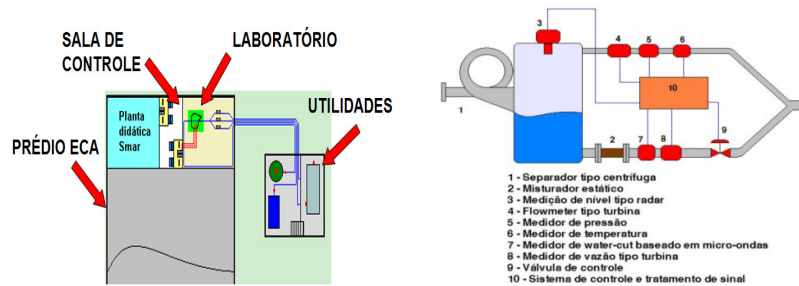 SALA DE
CONTROLE
LABORATÓRIO
UTILIDADES
PRÉDIO ECA
Planta
didática
Smar
3
4
5
6
1
10
9
2
7
8
1 - Separador tipo centrífuga
2 - Misturador estático
3 - Medição de nível tipo radar
4 - Flowmeter tipo turbina
5 - Medidor de pressão
6 - Medidor de temperatura
7 - Medidor de water-cut baseado em micro-ondas
8 - Medidor de vazão tipo turbina
9 - Válvula de controle
10 - Sistema de controle e tratamento de sinal